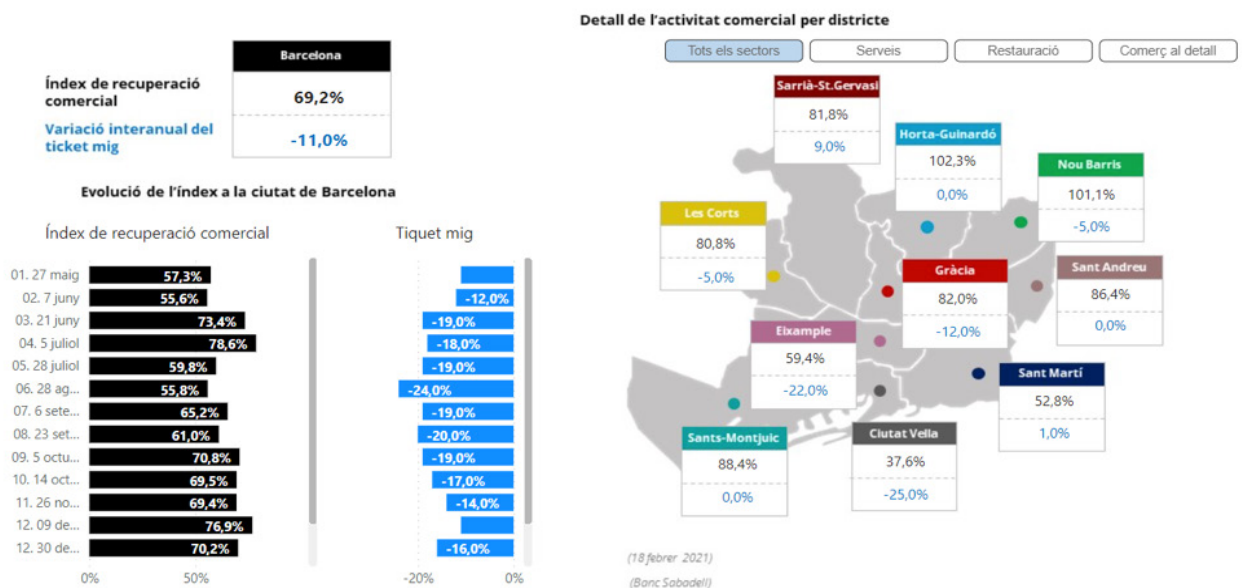 Detall de l'activitat comercial per districte
Tots els sectors
Serveis
Restauració
Comerç al detall
Barcelona
Índex de recuperació
comercial
69,2%
Variació interanual del
ticket mig
-11,0%
Evolució de l'índex a la ciutat de Barcelona
Índex de recuperació comercial
Tiquet mig
01. 27 maig
57,3%
02. 7 juny
55,6%
-12,0%
03. 21 juny
73,4%
-19,0%
04. 5 juliol
78,6%
-18,0%
05. 28 juliol
59,8%
-19,0%
06. 28 ag...
55,8%
-24,0%
07. 6 sete...
65,2%
-19,0%
08. 23 set...
61,0%
-20,0%
09. 5 octu...
70,8%
-19,0%
10. 14 oct...
69,5%
-17,0%
11. 26 no...
69,4%
-14,0%
12. 09 de...
76,9%
12. 30 de...
70,2%
-16,0%
0%
50%
-20%
0%
Sarrià-St.Gervasi
81,8%
9,0%
Horta-Guinardó
102,3%
0,0%
Nou Barris
101,1%
-5,0%
Les Corts
80,8%
-5,0%
Gràcia
82,0%
-12,0%
Sant Andreu
86,4%
0,0%
Eixample
59,4%
-22,0%
Sant Martí
52,8%
1,0%
Sants-Montjuic
88,4%
0,0%
Ciutat Vella
37,6%
-25,0%
(18 febrer 2021)
(Banc Sabadell)